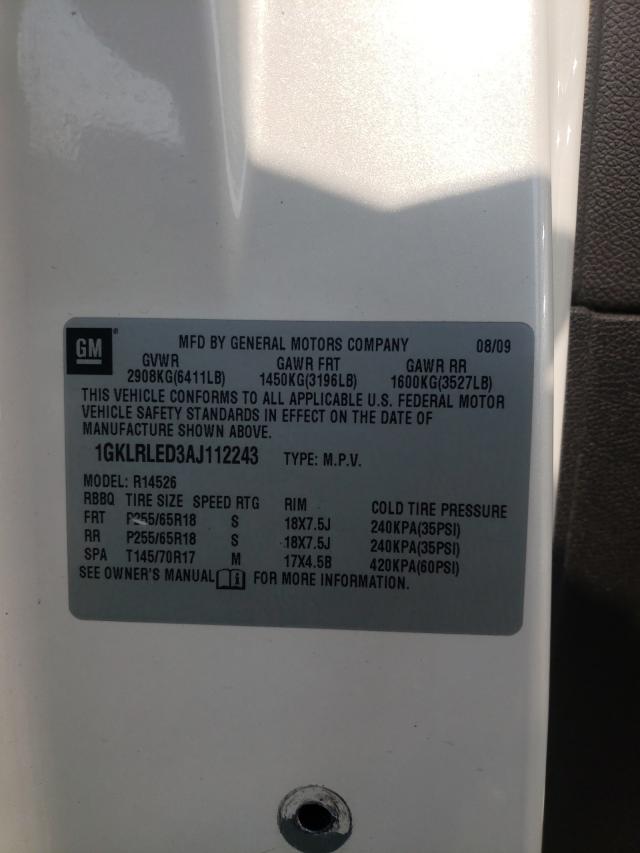 GM ® MFD BY GENERAL MOTORS COMPANY 08/09
GVWR GAWR FRT GAWR RR
2908KG(6411LB) 1450KG(3196LB) 1600KG(3527LB)
THIS VEHICLE CONFORMS TO ALL APPLICABLE U.S. FEDERAL MOTOR
VEHICLE SAFETY STANDARDS IN EFFECT ON THE DATE OF
MANUFACTURE SHOWN ABOVE.
1GKLRLED3AJ112243 TYPE: M.P.V.
MODEL: R14526
RBBQ TIRE SIZE SPEED RTG RIM COLD TIRE PRESSURE
FRT P255/65R18 S 18X7.5J 240KPA(35PSI)
RR P255/65R18 S 18X7.5J 240KPA(35PSI)
SPA T145/70R17 M 17X4.5B 420KPA(60PSI)
SEE OWNER'S MANUAL FOR MORE INFORMATION.